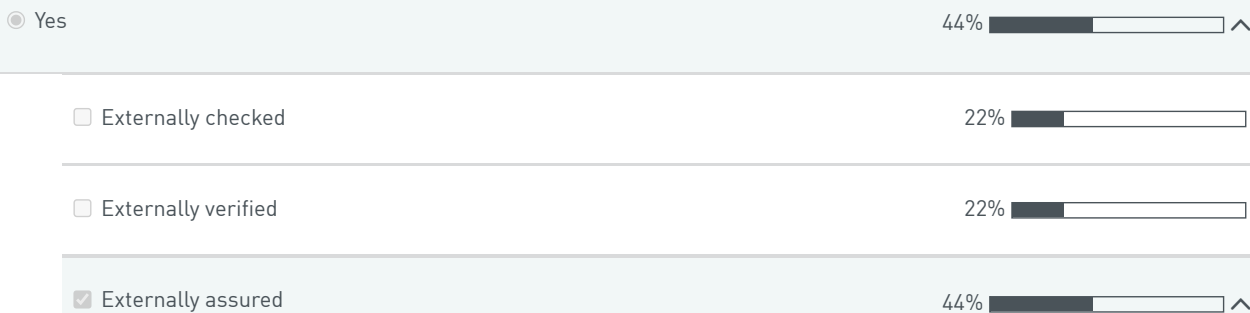 Yes 44%
Externally checked 22%
Externally verified 22%
Externally assured 44%